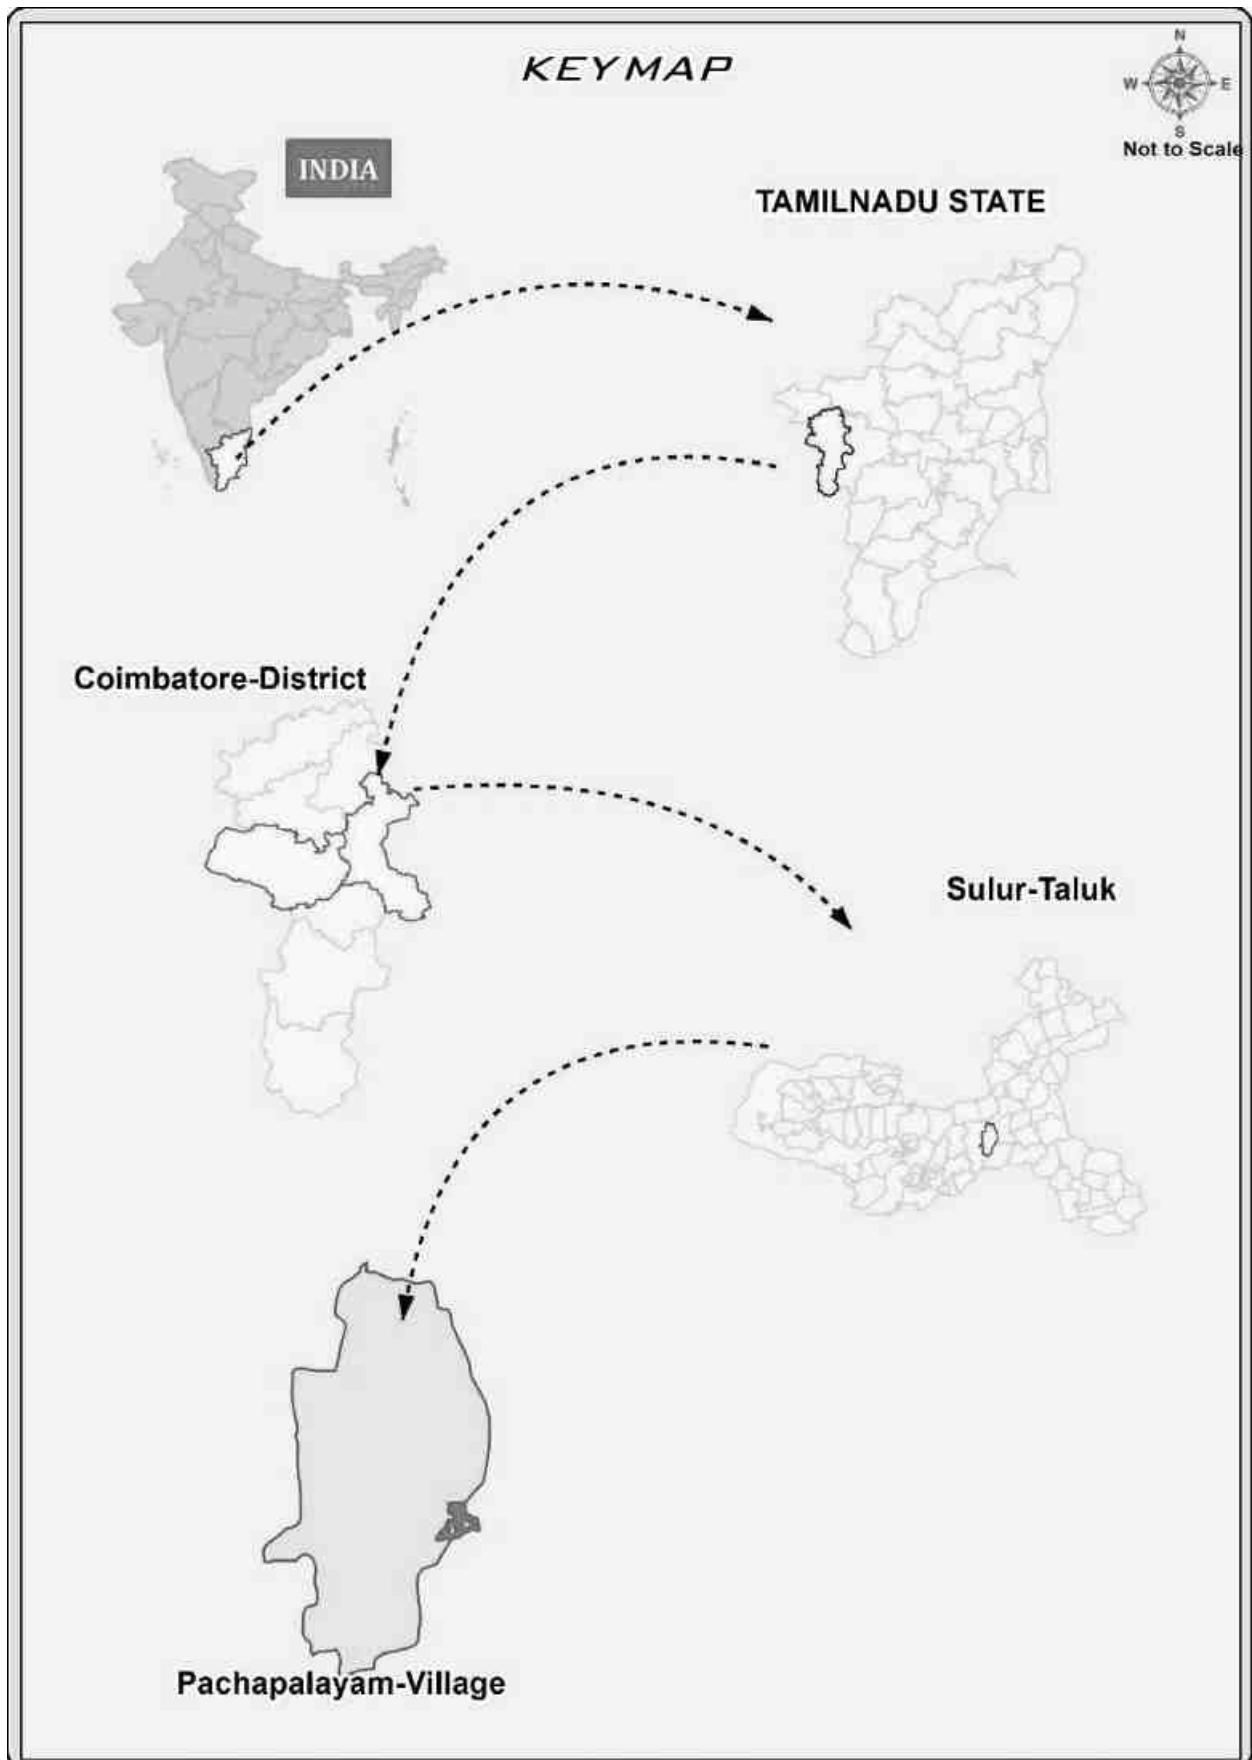 KEYMAP
N
W E
S
Not to Scale
INDIA
TAMILNADU STATE
Coimbatore-District
Sulur-Taluk
Pachapalayam-Village